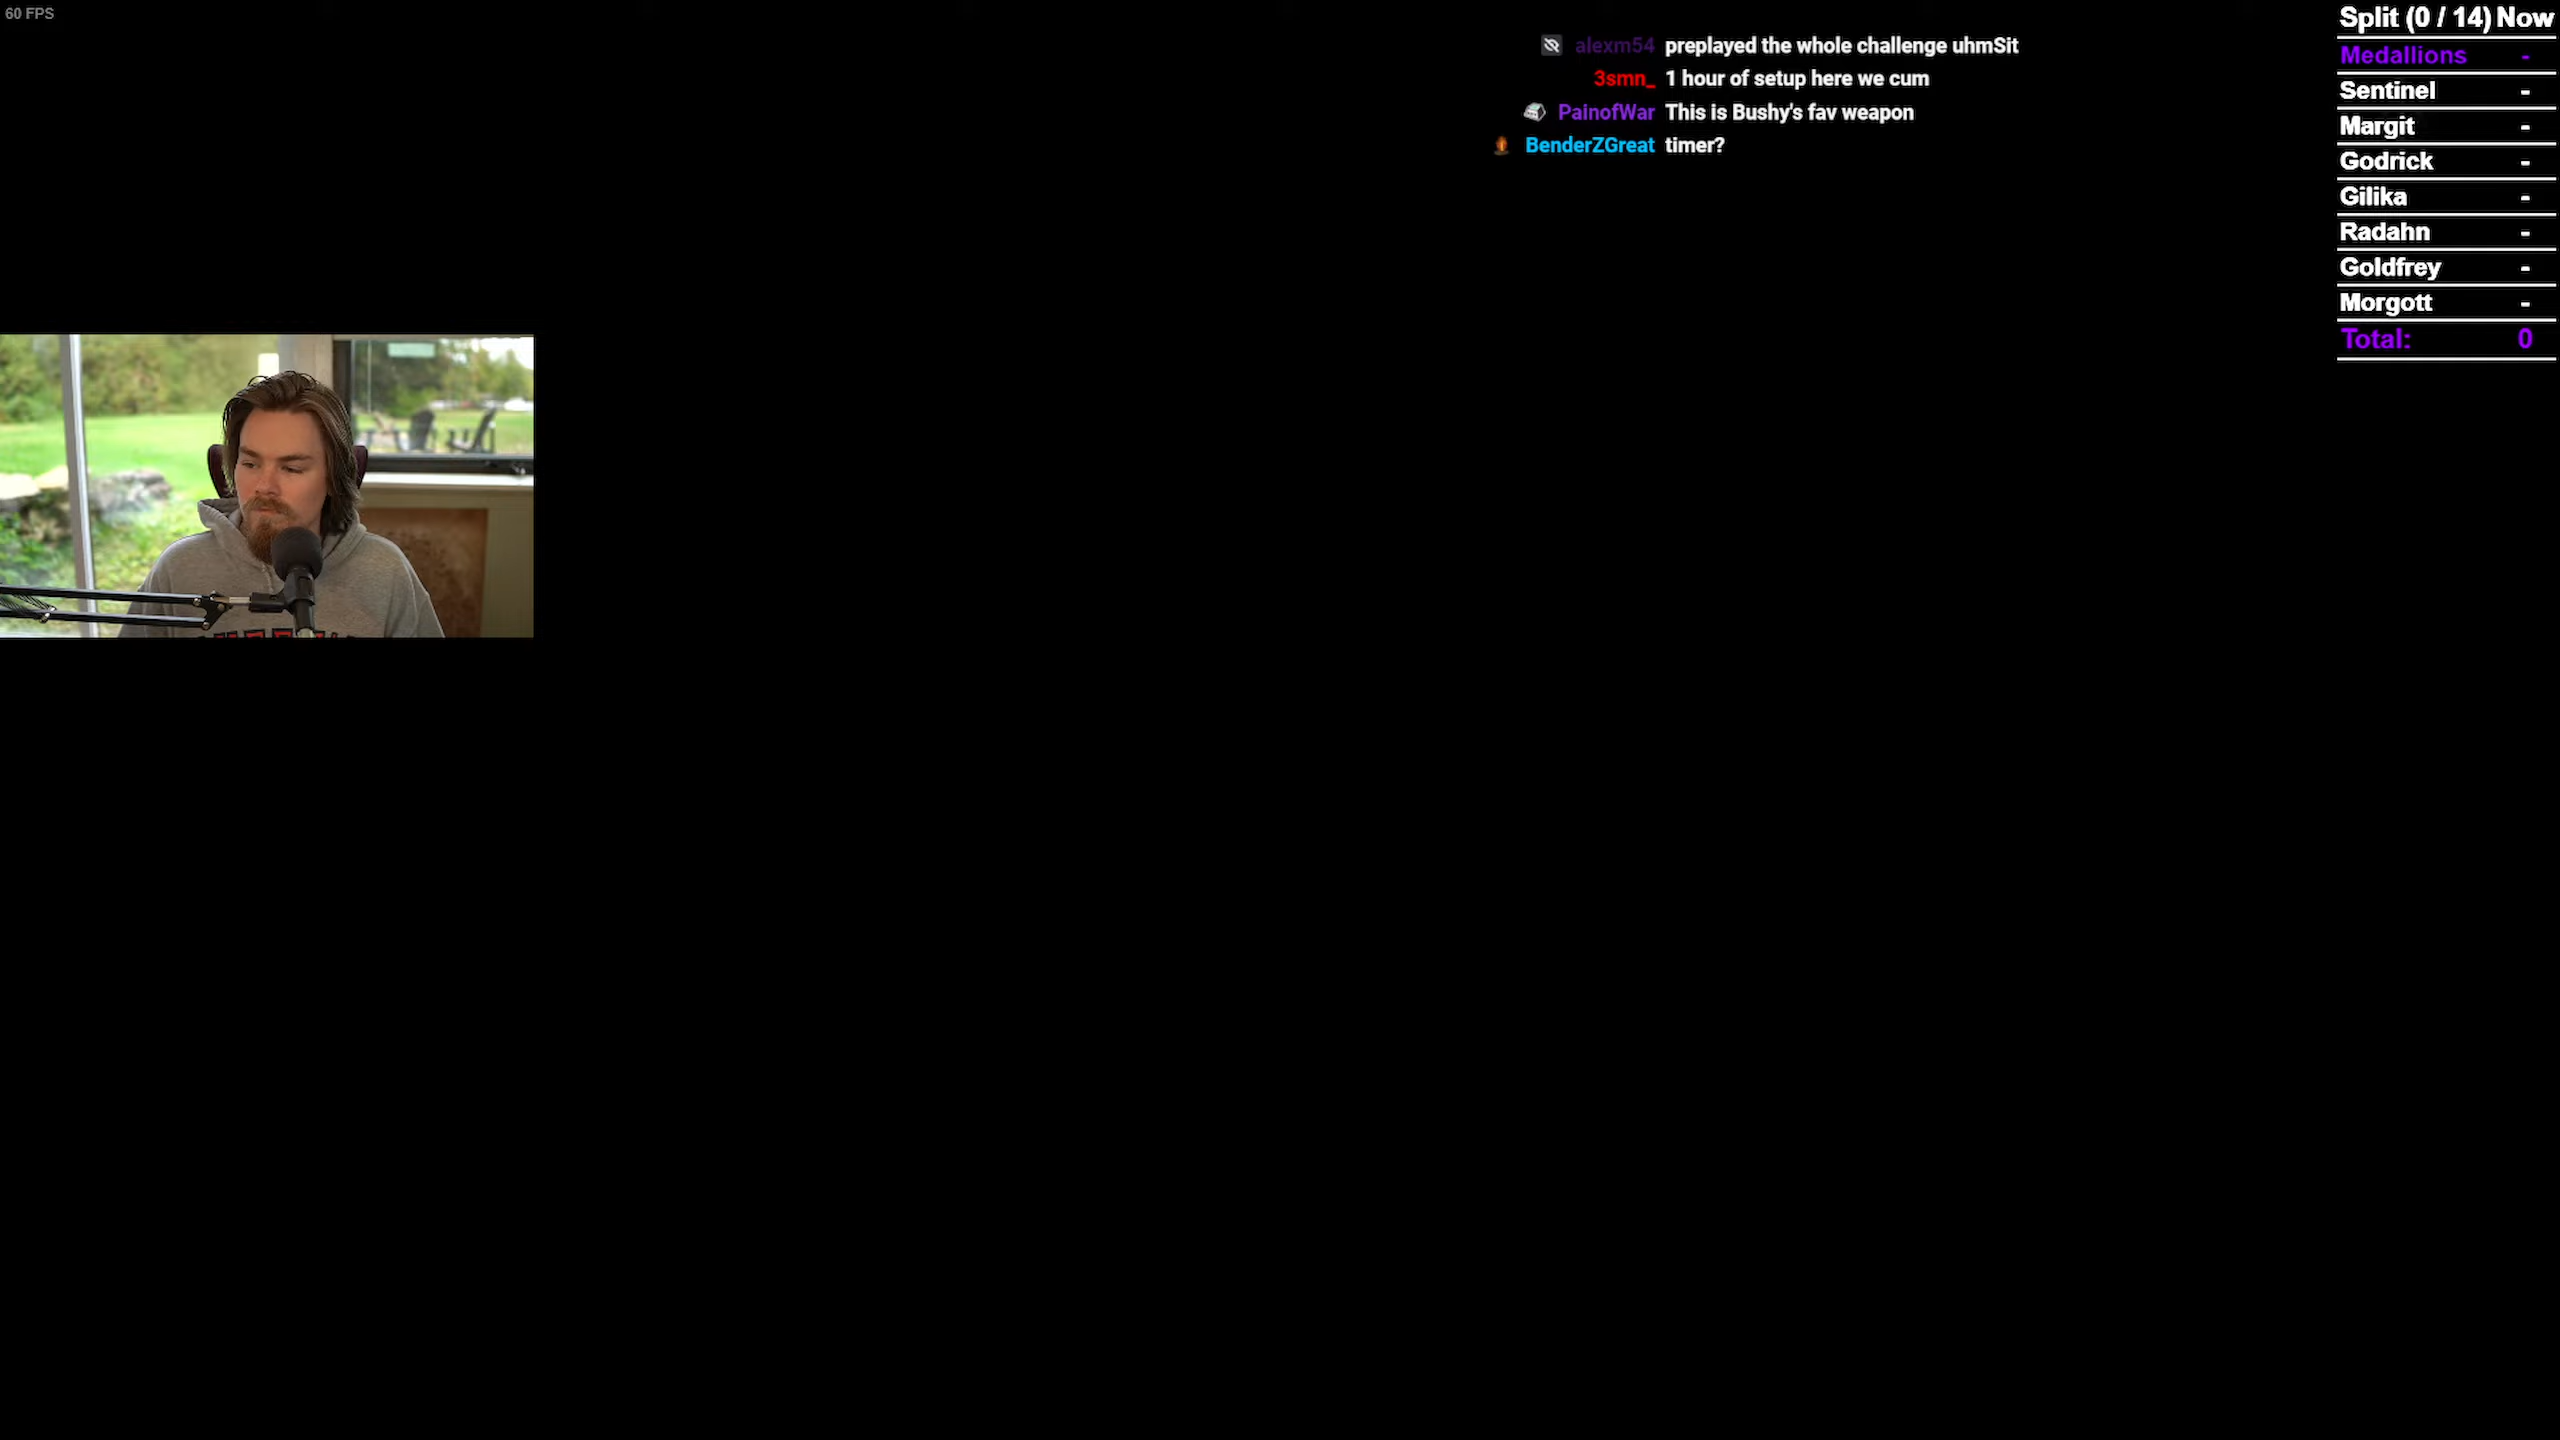 60 FPS
alexm54 preplayed the whole challenge uhmSit
3smn_ 1 hour of setup here we cum
PainofWar This is Bushy's fav weapon
BenderZGreat timer?
Split (0 / 14) Now
Medallions -
Sentinel -
Margit -
Godrick -
Gilika -
Radahn -
Goldfrey -
Morgott -
Total: 0